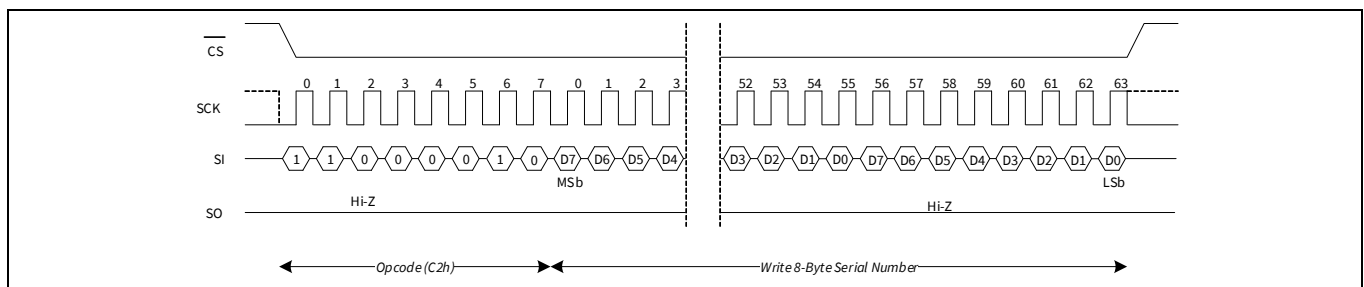 CS
0 1 2 3 4 5 6 7 0 1 2 3 52 53 54 55 56 57 58 59 60 61 62 63
SCK
SI 1 1 0 0 0 0 1 0 D7 D6 D5 D4 D3 D2 D1 D0 D7 D6 D5 D4 D3 D2 D1 D0
MSb LSb
Hi-Z Hi-Z
SO
Opcode (C2h) Write 8-Byte Serial Number